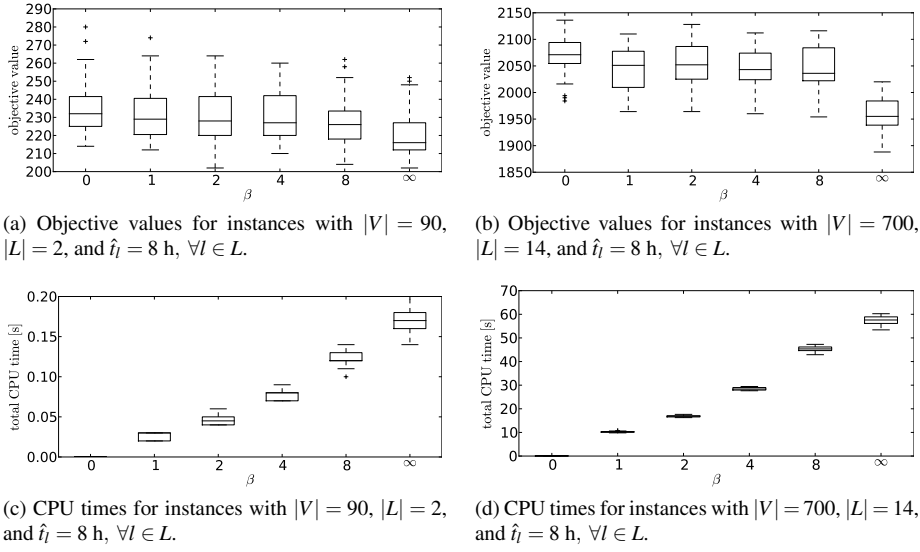 290
280
270
260
250
240
230
220
210
200
objective value
0 1 2 4 8 ∞
β
(a) Objective values for instances with |V| = 90,
|L| = 2, and t̂_l = 8 h, ∀l ∈ L.
2150
2100
2050
2000
1950
1900
1850
objective value
0 1 2 4 8 ∞
β
(b) Objective values for instances with |V| = 700,
|L| = 14, and t̂_l = 8 h, ∀l ∈ L.
0.20
0.15
0.10
0.05
0.00
total CPU time [s]
0 1 2 4 8 ∞
β
(c) CPU times for instances with |V| = 90, |L| = 2,
and t̂_l = 8 h, ∀l ∈ L.
70
60
50
40
30
20
10
0
total CPU time [s]
0 1 2 4 8 ∞
β
(d) CPU times for instances with |V| = 700, |L| = 14,
and t̂_l = 8 h, ∀l ∈ L.